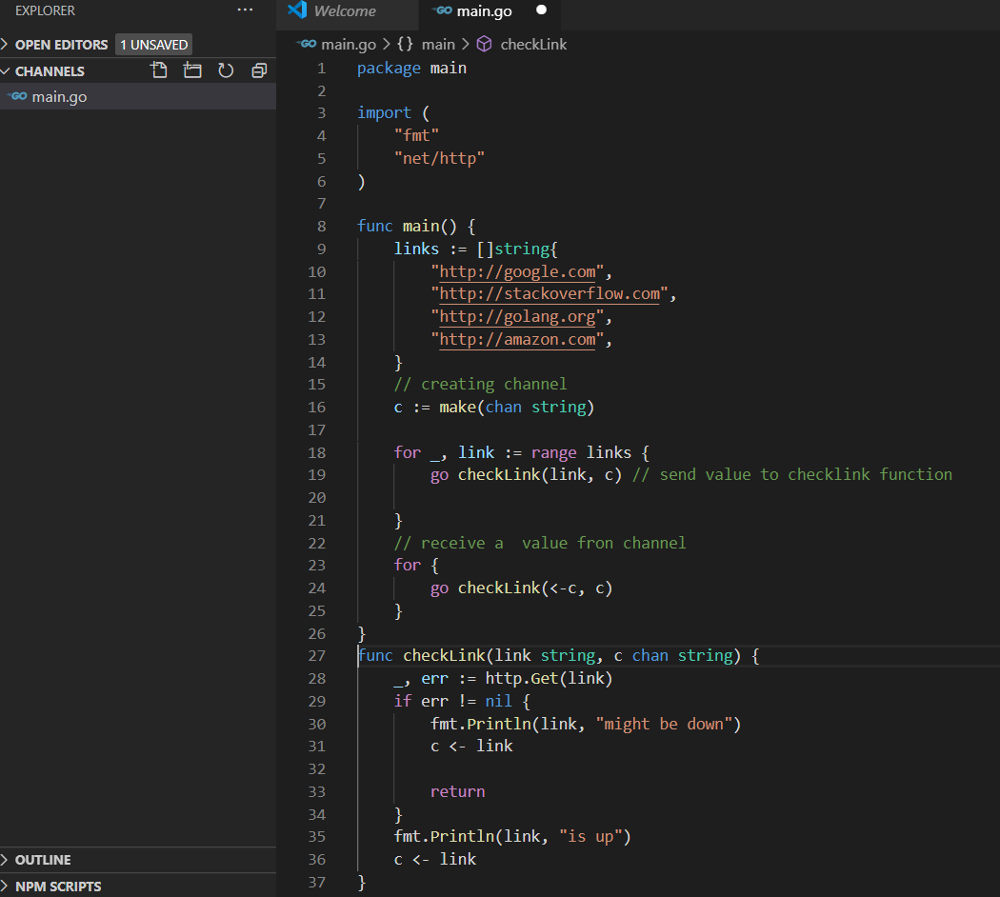 EXPLORER
Welcome
GO main.go
OPEN EDITORS 1 UNSAVED
GO main.go > {} main > checkLink
CHANNELS
GO main.go
1 package main
2
3 import (
4 "fmt"
5 "net/http"
6 )
7
8 func main() {
9 links := []string{
10 "http://google.com",
11 "http://stackoverflow.com",
12 "http://golang.org",
13 "http://amazon.com",
14 }
15 // creating channel
16 c := make(chan string)
17
18 for _, link := range links {
19 go checkLink(link, c) // send value to checklink function
20
21 }
22 // receive a  value fron channel
23 for {
24 go checkLink(<-c, c)
25 }
26 }
27 func checkLink(link string, c chan string) {
28 _, err := http.Get(link)
29 if err != nil {
30 fmt.Println(link, "might be down")
31 c <- link
32
33 return
34 }
35 fmt.Println(link, "is up")
36 c <- link
37 }
OUTLINE
NPM SCRIPTS